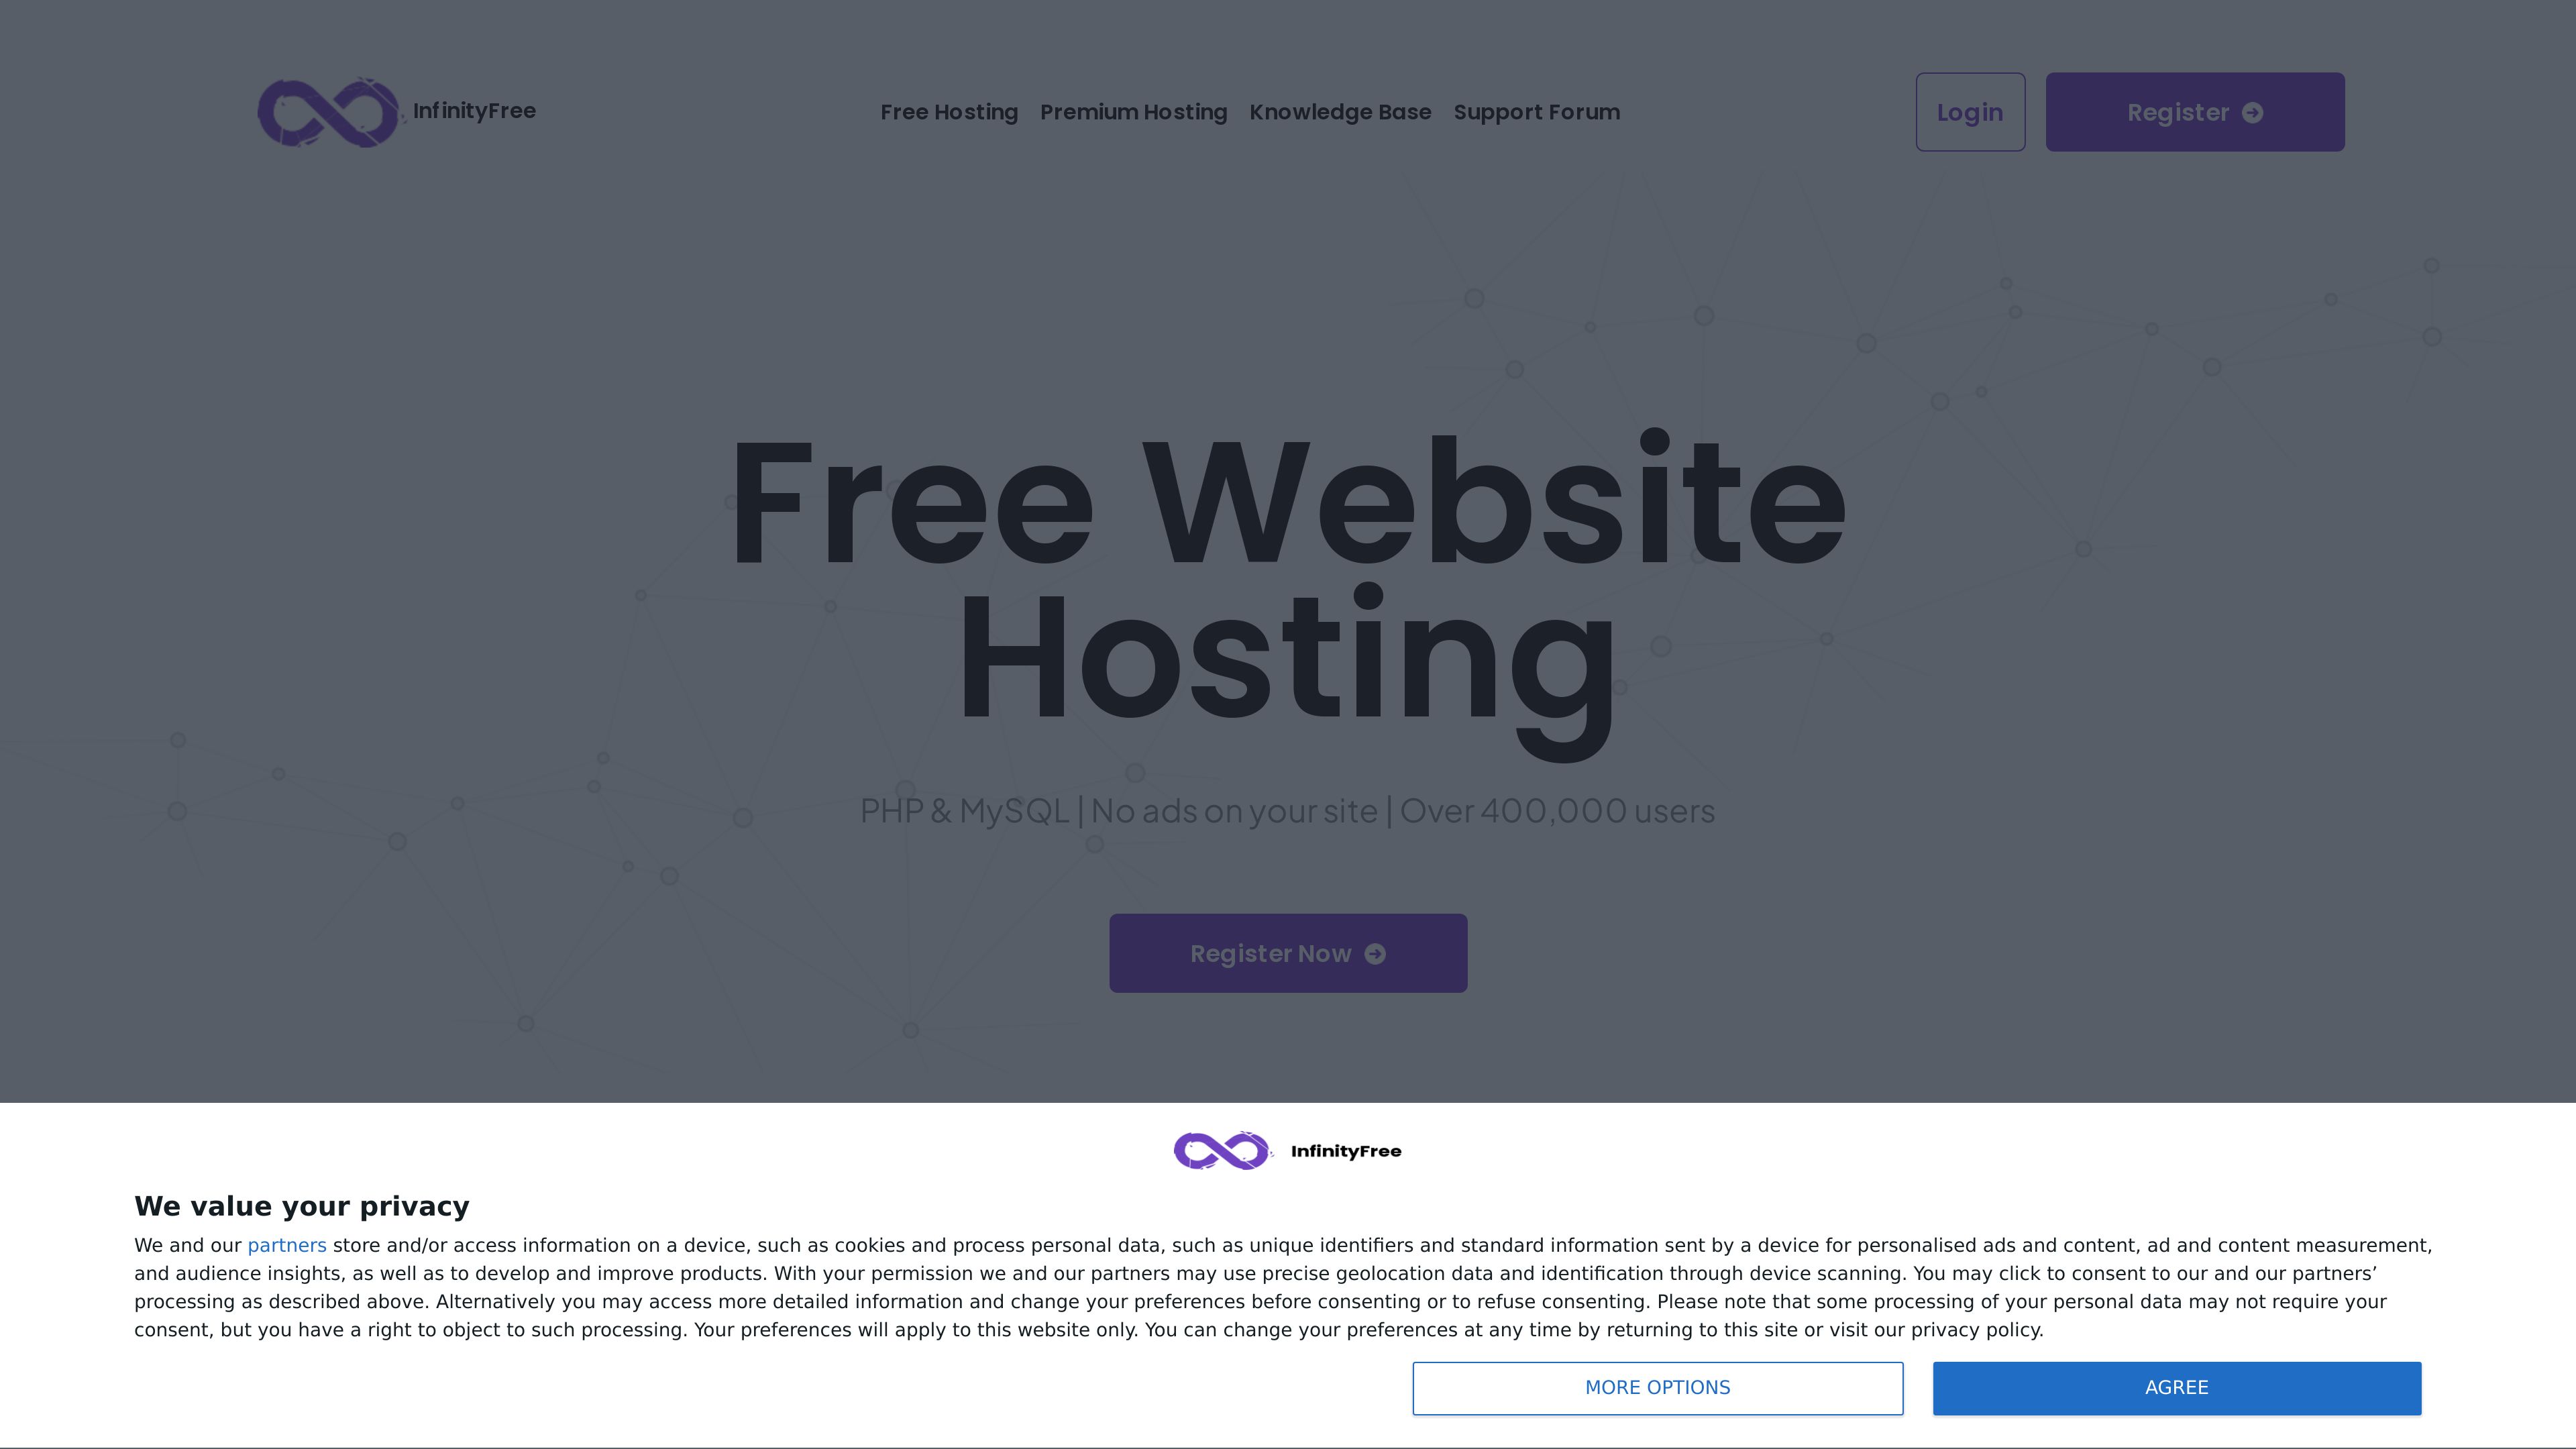 InfinityFree
Free Hosting Premium Hosting Knowledge Base Support Forum
Login
Register
Free Website
Hosting
PHP & MySQL | No ads on your site | Over 400,000 users
Register Now
InfinityFree
We value your privacy
We and our partners store and/or access information on a device, such as cookies and process personal data, such as unique identifiers and standard information sent by a device for personalised ads and content, ad and content measurement,
and audience insights, as well as to develop and improve products. With your permission we and our partners may use precise geolocation data and identification through device scanning. You may click to consent to our and our partners’
processing as described above. Alternatively you may access more detailed information and change your preferences before consenting or to refuse consenting. Please note that some processing of your personal data may not require your
consent, but you have a right to object to such processing. Your preferences will apply to this website only. You can change your preferences at any time by returning to this site or visit our privacy policy.
MORE OPTIONS
AGREE